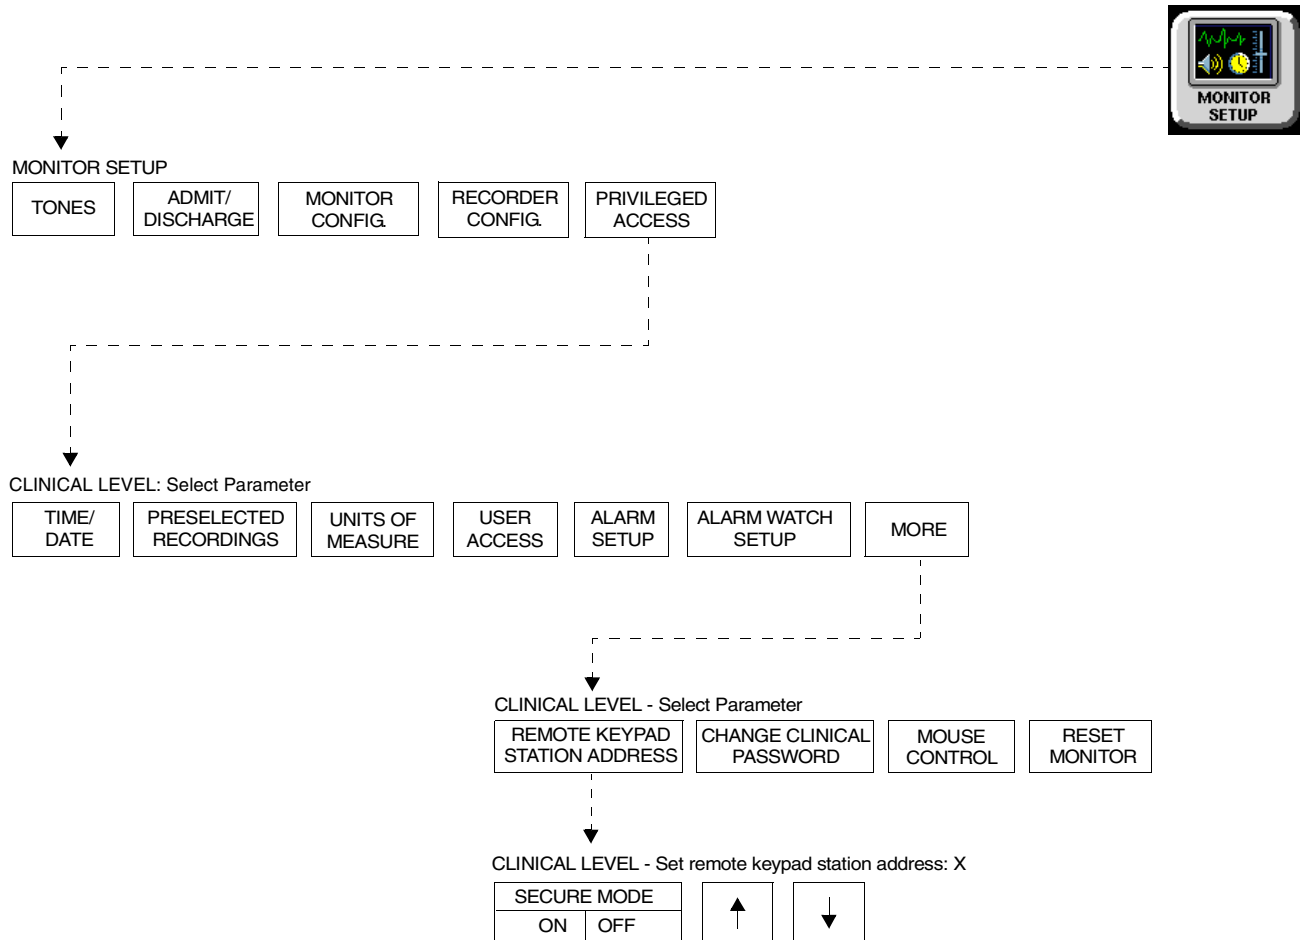 MONITOR
SETUP
MONITOR SETUP
TONES
ADMIT/
DISCHARGE
MONITOR
CONFIG.
RECORDER
CONFIG.
PRIVILEGED
ACCESS
CLINICAL LEVEL: Select Parameter
TIME/
DATE
PRESELECTED
RECORDINGS
UNITS OF
MEASURE
USER
ACCESS
ALARM
SETUP
ALARM WATCH
SETUP
MORE
CLINICAL LEVEL - Select Parameter
REMOTE KEYPAD
STATION ADDRESS
CHANGE CLINICAL
PASSWORD
MOUSE
CONTROL
RESET
MONITOR
CLINICAL LEVEL - Set remote keypad station address: X
SECURE MODE
ON OFF